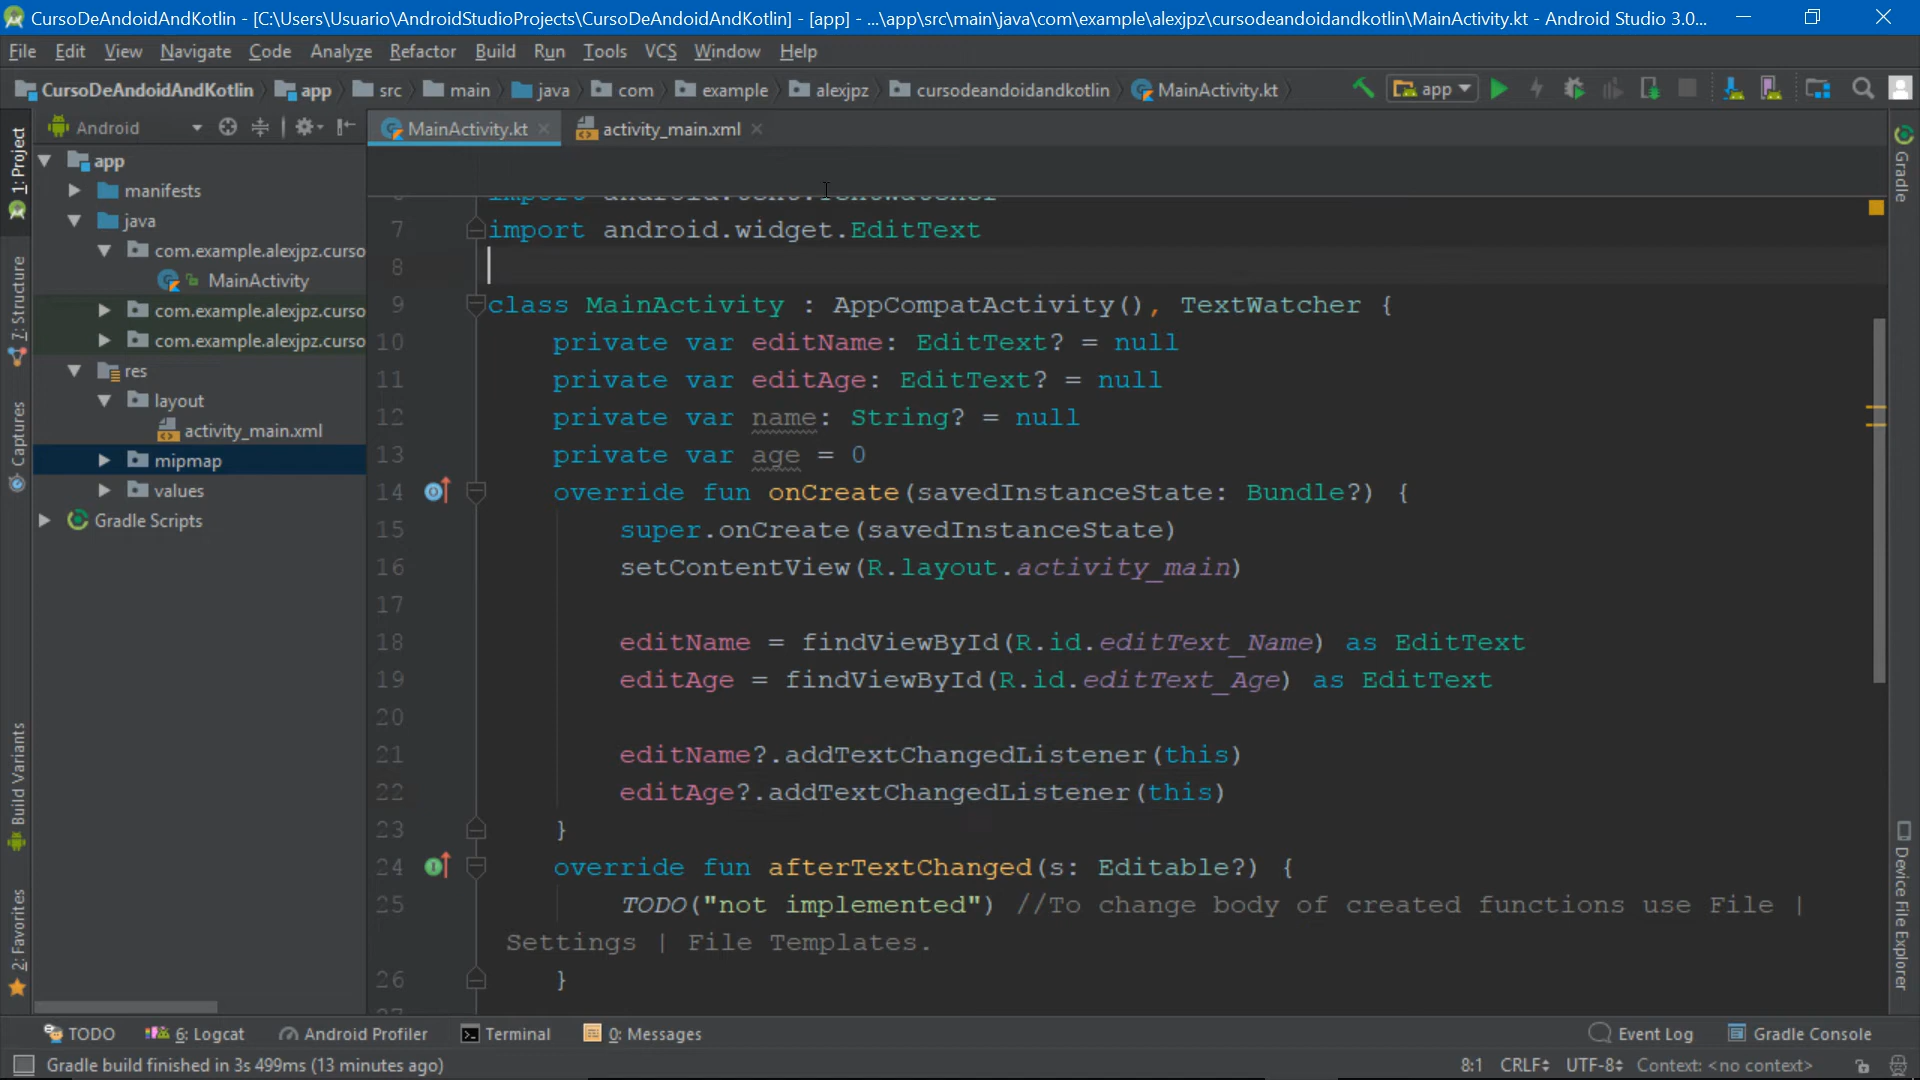 CursoDeAndoidAndKotlin - [C:\Users\Usuario\AndroidStudioProjects\CursoDeAndoidAndKotlin] - [app] - ...\app\src\main\java\com\example\alexjpz\cursodeandoidandkotlin\MainActivity.kt - Android Studio 3.0...
File Edit View Navigate Code Analyze Refactor Build Run Tools VCS Window Help
CursoDeAndoidAndKotlin app src main java com example alexjpz cursodeandoidandkotlin MainActivity.kt app
1: Project
7: Structure
Captures
Build Variants
2: Favorites
Android
app
manifests
java
com.example.alexjpz.curso
MainActivity
com.example.alexjpz.curso
com.example.alexjpz.curso
res
layout
activity_main.xml
mipmap
values
Gradle Scripts
MainActivity.kt activity_main.xml
import android.text.TextWatcher
7 import android.widget.EditText
8
9 class MainActivity : AppCompatActivity(), TextWatcher {
10 private var editName: EditText? = null
11 private var editAge: EditText? = null
12 private var name: String? = null
13 private var age = 0
14 override fun onCreate(savedInstanceState: Bundle?) {
15 super.onCreate(savedInstanceState)
16 setContentView(R.layout.activity_main)
17
18 editName = findViewById(R.id.editText_Name) as EditText
19 editAge = findViewById(R.id.editText_Age) as EditText
20
21 editName?.addTextChangedListener(this)
22 editAge?.addTextChangedListener(this)
23 }
24 override fun afterTextChanged(s: Editable?) {
25 TODO("not implemented") //To change body of created functions use File |
Settings | File Templates.
26 }
Gradle
Device File Explorer
TODO 6: Logcat Android Profiler Terminal 0: Messages Event Log Gradle Console
Gradle build finished in 3s 499ms (13 minutes ago) 8:1 CRLF UTF-8 Context: <no context>